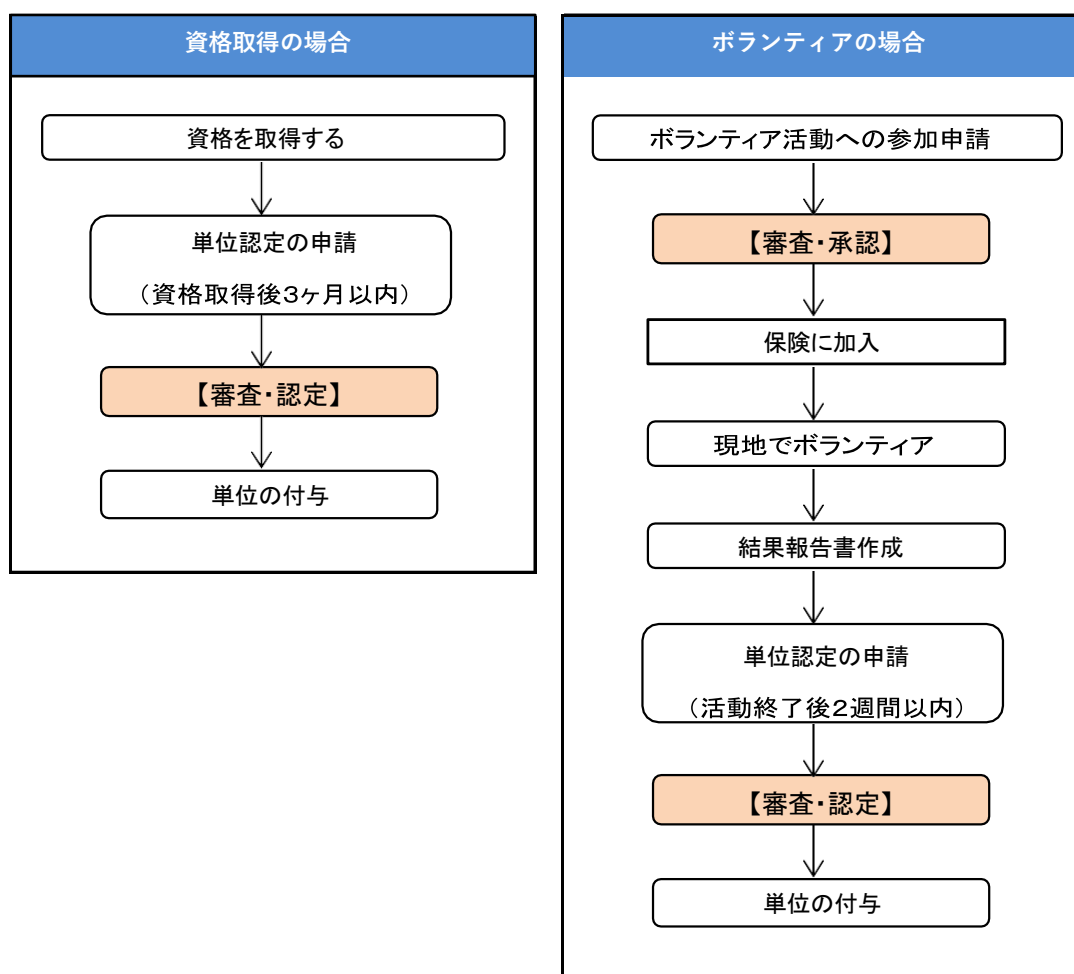 資格取得の場合
資格を取得する
単位認定の申請
（資格取得後3ヶ月以内）
【審査・認定】
単位の付与
ボランティアの場合
ボランティア活動への参加申請
【審査・承認】
保険に加入
現地でボランティア
結果報告書作成
単位認定の申請
（活動終了後2週間以内）
【審査・認定】
単位の付与